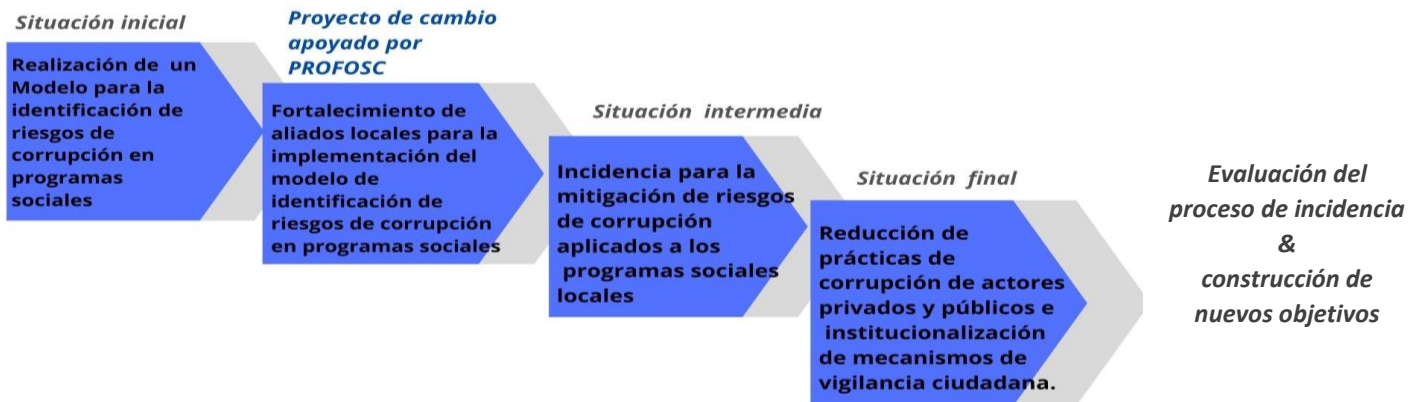 Situación inicial
Realización de un
Modelo para la
identificación de
riesgos de
corrupción en
programas
sociales
Proyecto de cambio
apoyado por
PROFOSC
Fortalecimiento de
aliados locales para la
implementación del
modelo de
identificación de
riesgos de corrupción
en programas sociales
Situación intermedia
Incidencia para la
mitigación de riesgos
de corrupción
aplicados a los
programas sociales
locales
Situación final
Reducción de
prácticas de
corrupción de actores
privados y públicos e
institucionalización
de mecanismos de
vigilancia ciudadana.
Evaluación del
proceso de incidencia
&
construcción de
nuevos objetivos